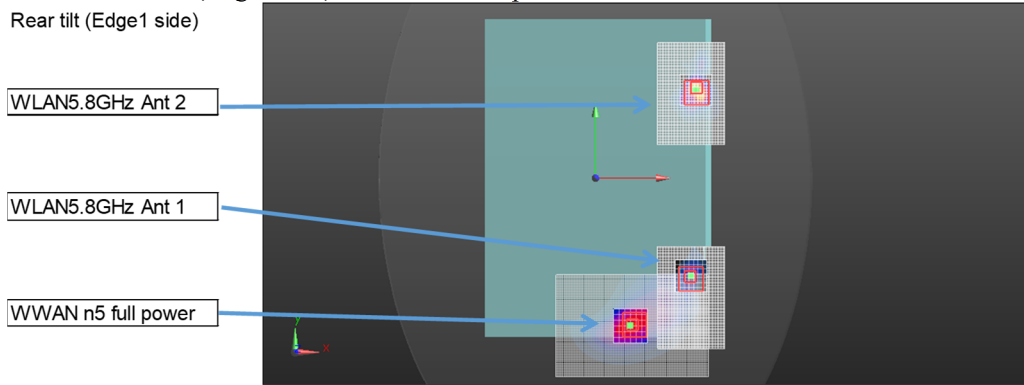 Rear tilt (Edge1 side)
WLAN5.8GHz Ant 2
WLAN5.8GHz Ant 1
WWAN n5 full power
y
x